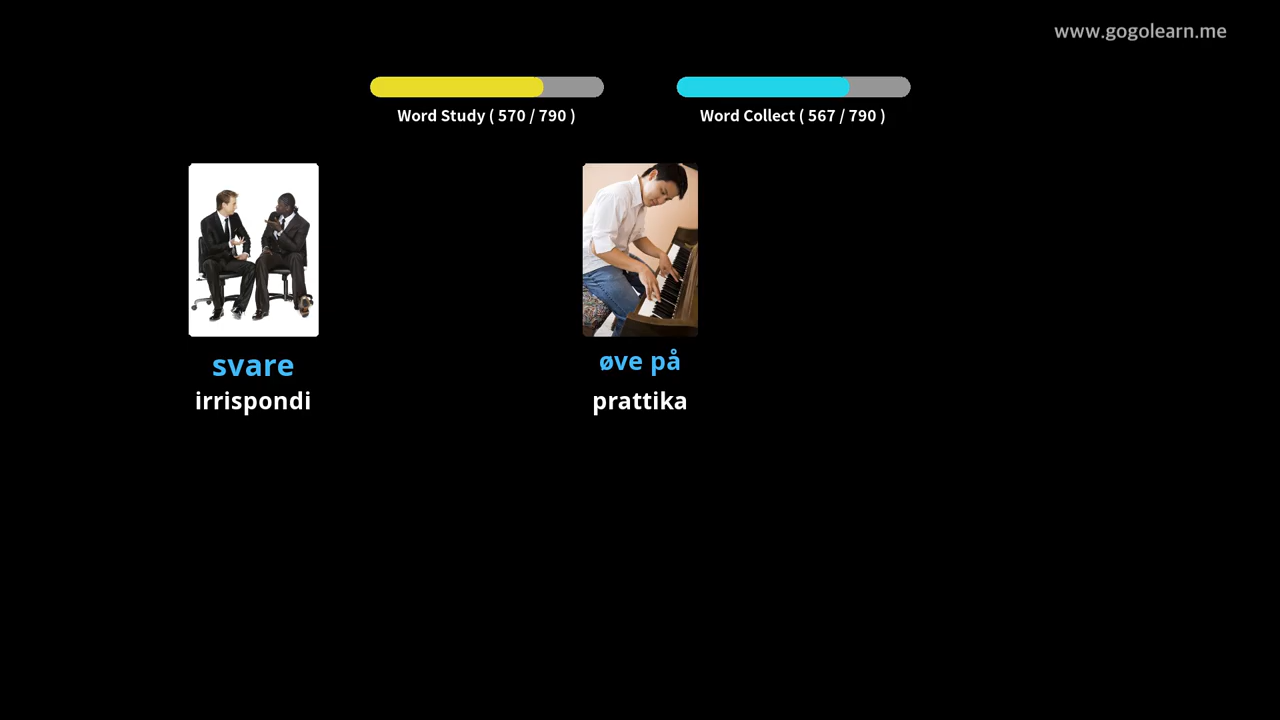 www.gogolearn.me
Word Study ( 570 / 790 )
Word Collect ( 567 / 790 )
svare
øve på
irrispondi
prattika